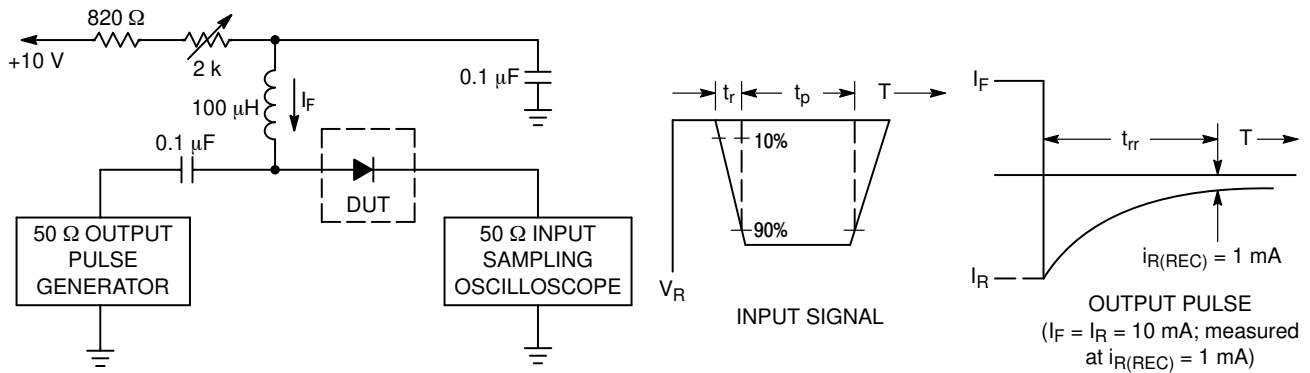 820 Ω
+10 V
2 k
100 μH
I_F
0.1 μF
0.1 μF
DUT
50 Ω OUTPUT
PULSE
GENERATOR
50 Ω INPUT
SAMPLING
OSCILLOSCOPE
t_r
t_p
T
10%
90%
V_R
INPUT SIGNAL
I_F
t_rr
T
I_R
i_R(REC) = 1 mA
OUTPUT PULSE
(I_F = I_R = 10 mA; measured
at i_R(REC) = 1 mA)